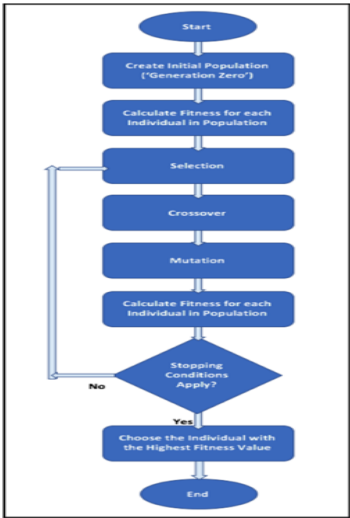 Start
Create Initial Population
('Generation Zero')
Calculate Fitness for each
Individual in Population
Selection
Crossover
Mutation
Calculate Fitness for each
Individual in Population
Stopping
Conditions
Apply?
No
Yes
Choose the Individual with
the Highest Fitness Value
End